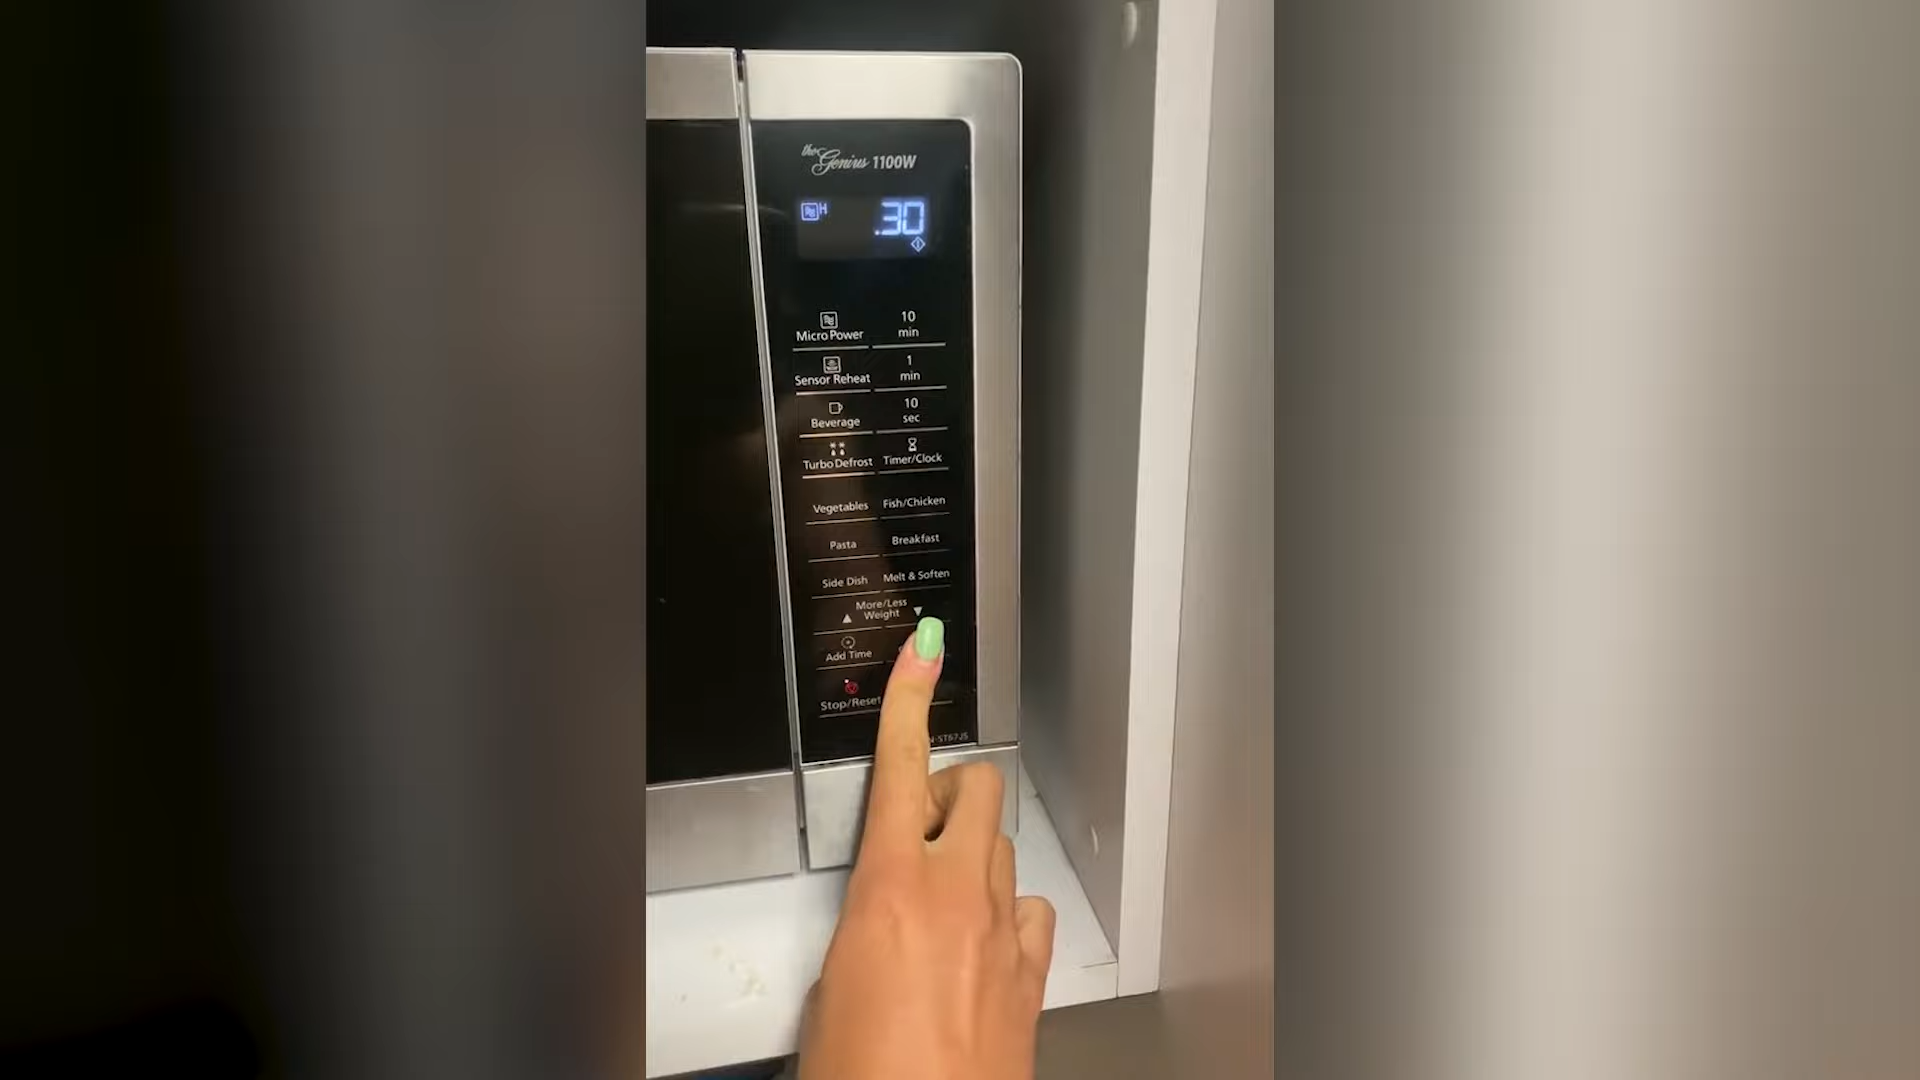 the Genius 1100W
H .30
Micro Power
10
min
Sensor Reheat
1
min
Beverage
10
sec
Turbo Defrost
Timer/Clock
Vegetables
Fish/Chicken
Pasta
Breakfast
Side Dish
Melt & Soften
More/Less
Weight
Add Time
Stop/Reset
N-ST67JS